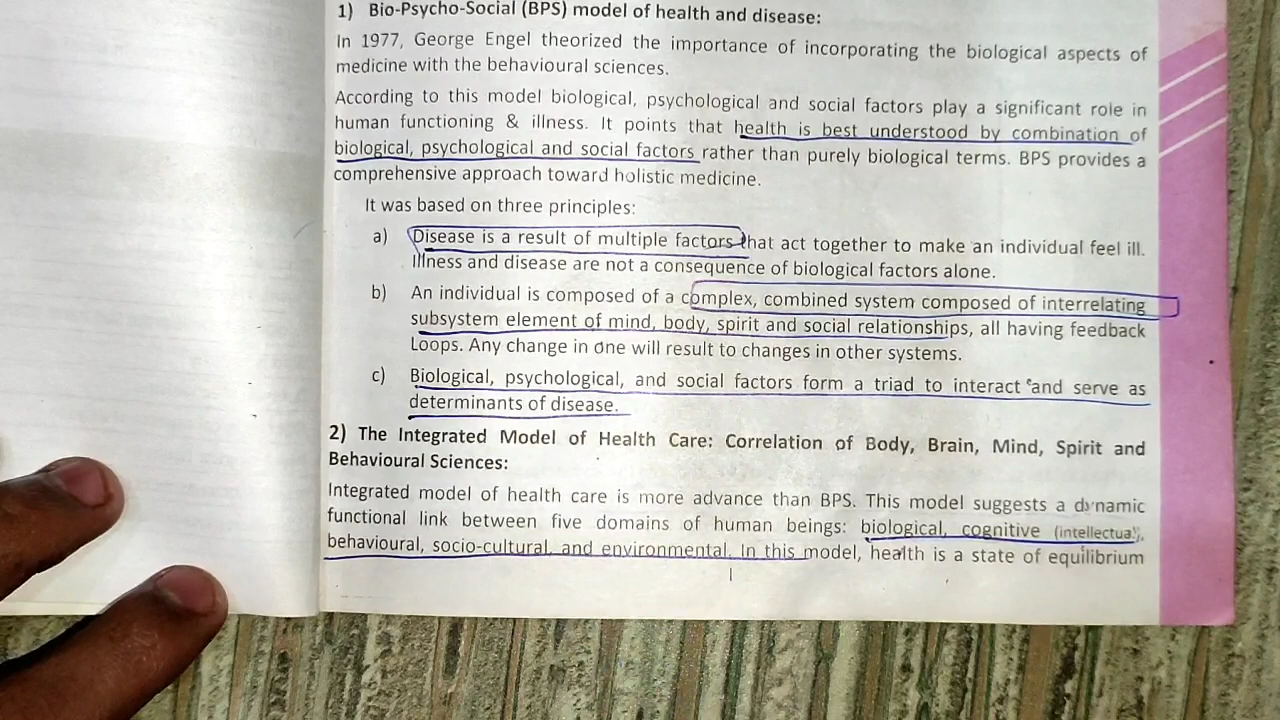 1) Bio-Psycho-Social (BPS) model of health and disease:
In 1977, George Engel theorized the importance of incorporating the biological aspects of
medicine with the behavioural sciences.
According to this model biological, psychological and social factors play a significant role in
human functioning & illness. It points that health is best understood by combination of
biological, psychological and social factors rather than purely biological terms. BPS provides a
comprehensive approach toward holistic medicine.
It was based on three principles:
a) Disease is a result of multiple factors that act together to make an individual feel ill.
Illness and disease are not a consequence of biological factors alone.
b) An individual is composed of a complex, combined system composed of interrelating
subsystem element of mind, body, spirit and social relationships, all having feedback
Loops. Any change in one will result to changes in other systems.
c) Biological, psychological, and social factors form a triad to interact and serve as
determinants of disease.
2) The Integrated Model of Health Care: Correlation of Body, Brain, Mind, Spirit and
Behavioural Sciences:
Integrated model of health care is more advance than BPS. This model suggests a dynamic
functional link between five domains of human beings: biological, cognitive (intellectual),
behavioural, socio-cultural, and environmental. In this model, health is a state of equilibrium
1